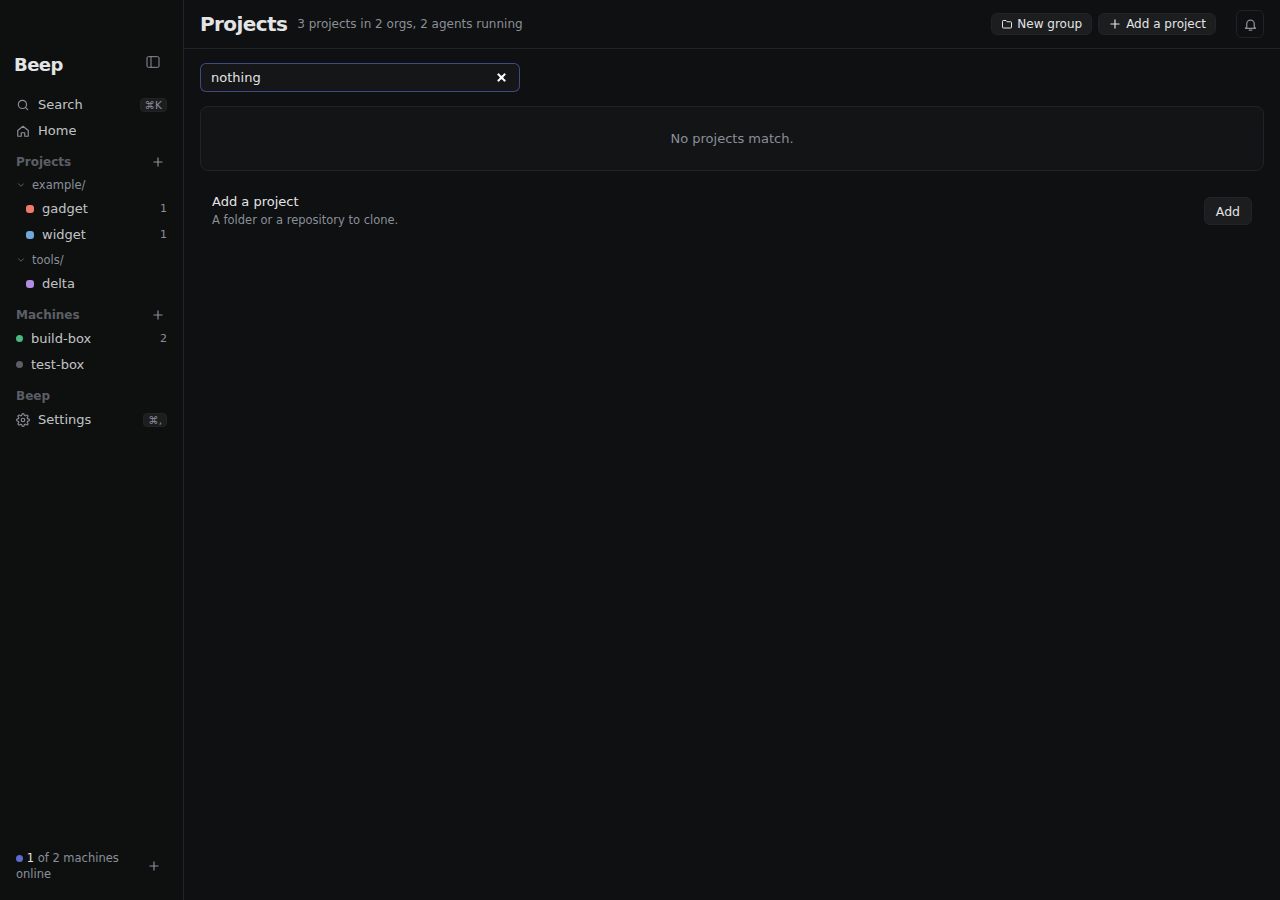 Beep
Search ⌘K
Home
Projects
example/
gadget 1
widget 1
tools/
delta
Machines
build-box 2
test-box
Beep
Settings ⌘,
1 of 2 machines
online
Projects 3 projects in 2 orgs, 2 agents running
New group
Add a project
nothing
No projects match.
Add a project
A folder or a repository to clone.
Add